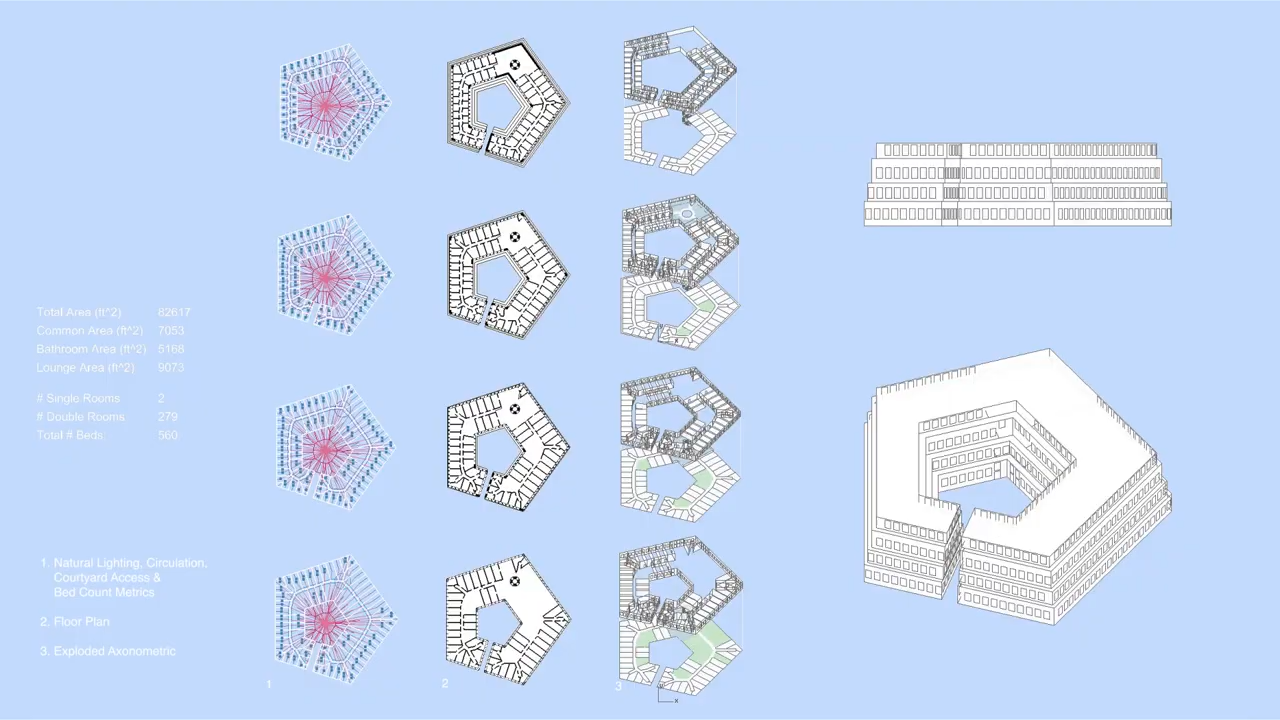 Total Area (ft^2) 82617
Common Area (ft^2) 7053
Bathroom Area (ft^2) 5168
Lounge Area (ft^2) 9073
# Single Rooms 2
# Double Rooms 279
Total # Beds: 560
1. Natural Lighting, Circulation,
Courtyard Access &
Bed Count Metrics
2. Floor Plan
3. Exploded Axonometric
1
2
3
x